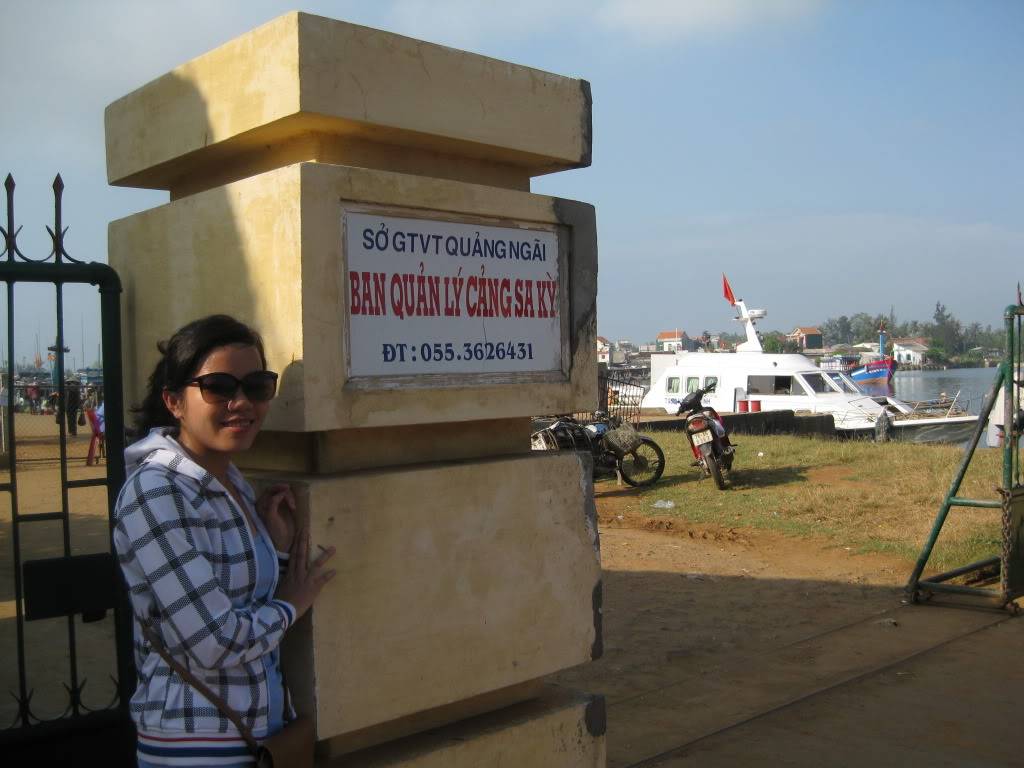 SỞ GTVT QUẢNG NGÃI
BAN QUẢN LÝ CẢNG SA KỲ
ĐT : 055.3626431